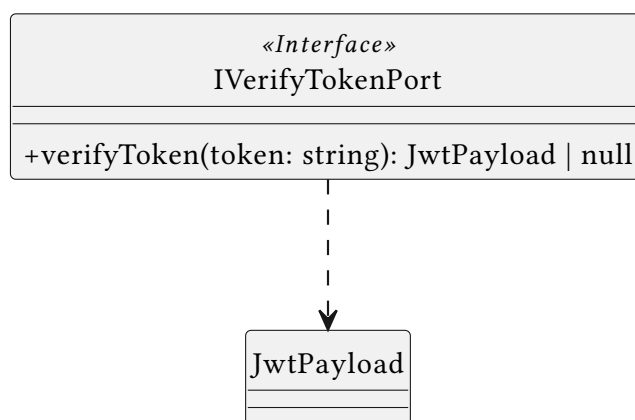 «Interface»
IVerifyTokenPort
+verifyToken(token: string): JwtPayload | null
JwtPayload